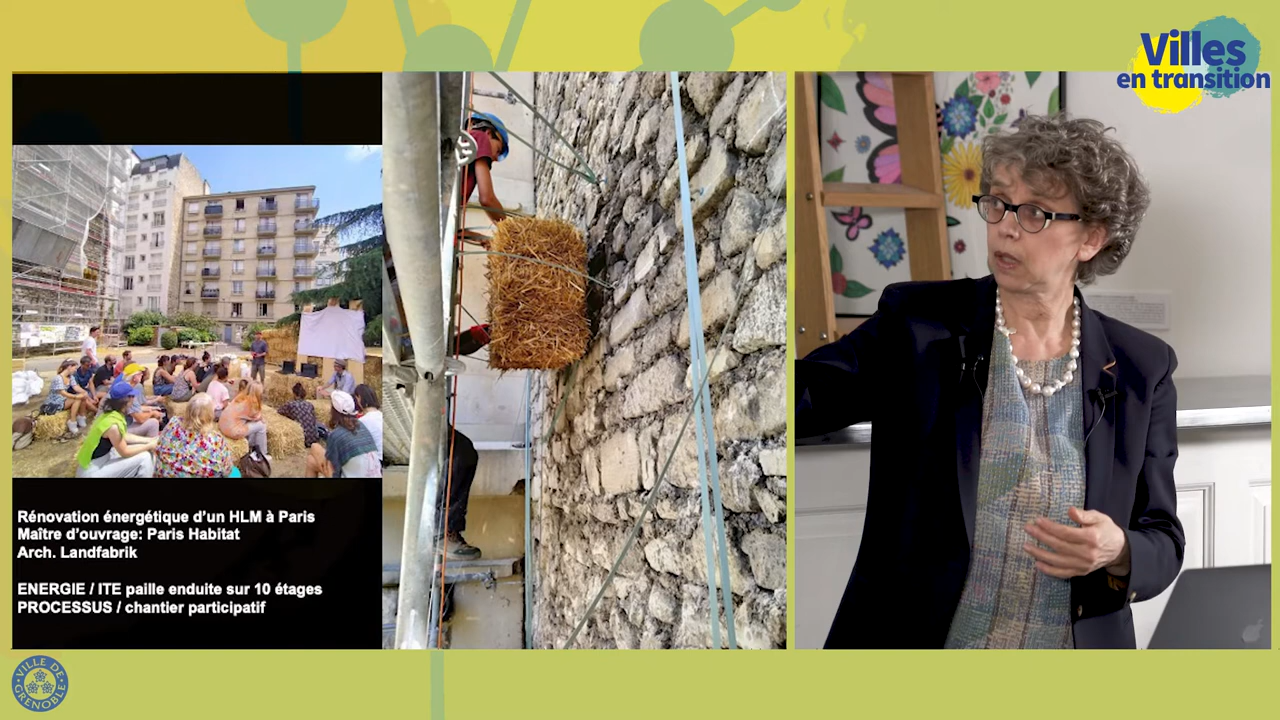 Villes
en transition
Rénovation énergétique d'un HLM à Paris
Maître d'ouvrage: Paris Habitat
Arch. Landfabrik
ENERGIE / ITE paille enduite sur 10 étages
PROCESSUS / chantier participatif
VILLE DE
GRENOBLE